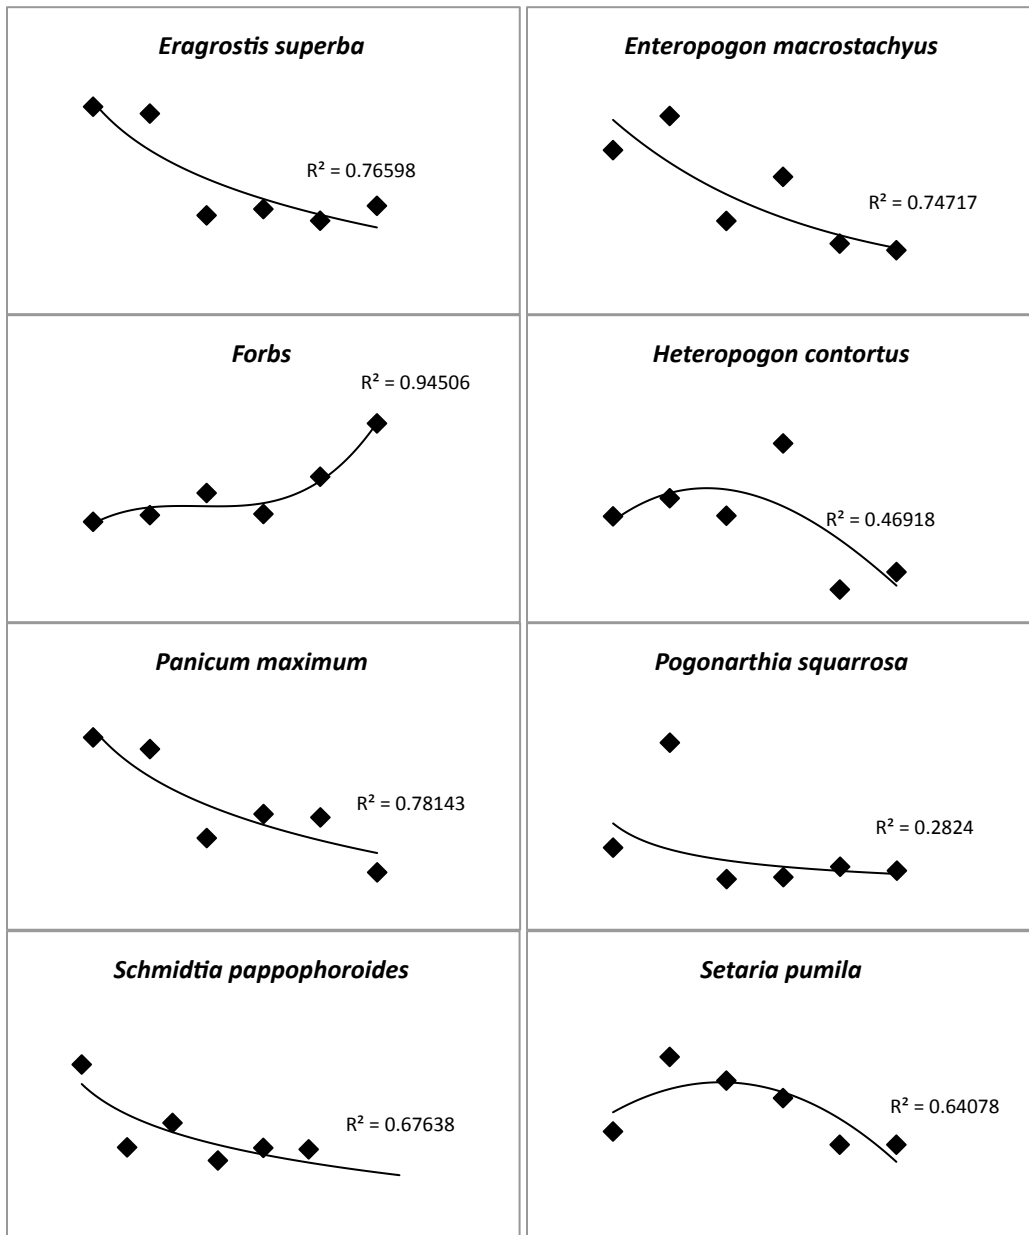 Eragrostis superba
R² = 0.76598
Enteropogon macrostachyus
R² = 0.74717
Forbs
R² = 0.94506
Heteropogon contortus
R² = 0.46918
Panicum maximum
R² = 0.78143
Pogonarthia squarrosa
R² = 0.2824
Schmidtia pappophoroides
R² = 0.67638
Setaria pumila
R² = 0.64078